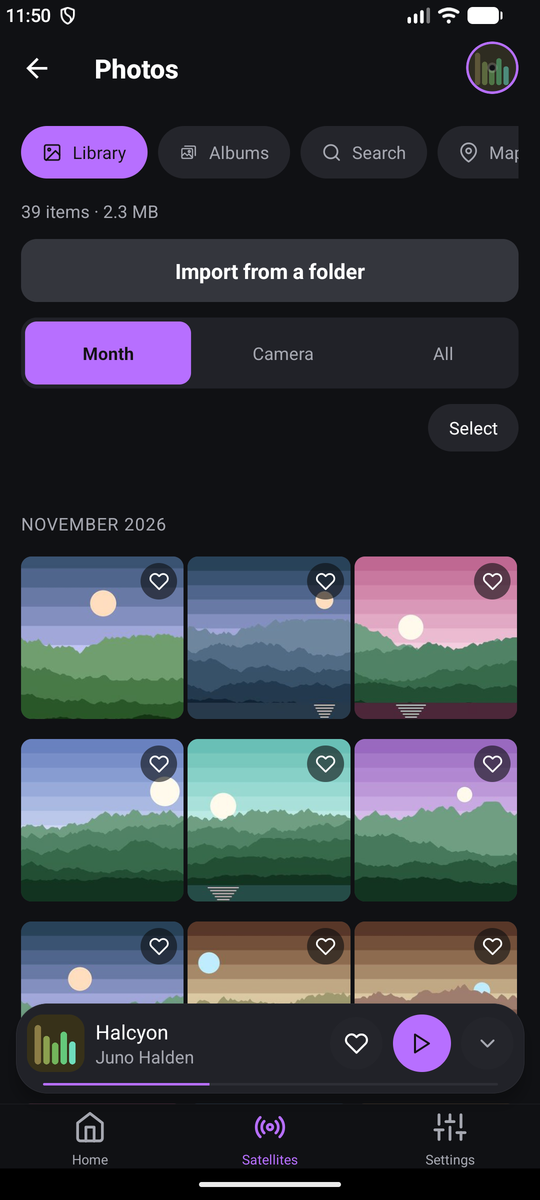 11:50
Photos
Library
Albums
Search
Map
39 items · 2.3 MB
Import from a folder
Month
Camera
All
Select
NOVEMBER 2026
Halcyon
Juno Halden
Home
Satellites
Settings